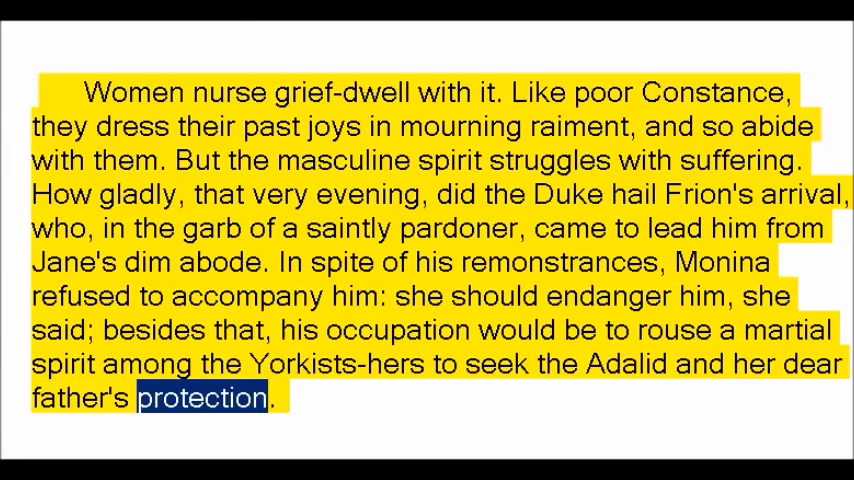 Women nurse grief-dwell with it. Like poor Constance,
they dress their past joys in mourning raiment, and so abide
with them. But the masculine spirit struggles with suffering.
How gladly, that very evening, did the Duke hail Frion's arrival,
who, in the garb of a saintly pardoner, came to lead him from
Jane's dim abode. In spite of his remonstrances, Monina
refused to accompany him: she should endanger him, she
said; besides that, his occupation would be to rouse a martial
spirit among the Yorkists-hers to seek the Adalid and her dear
father's protection.